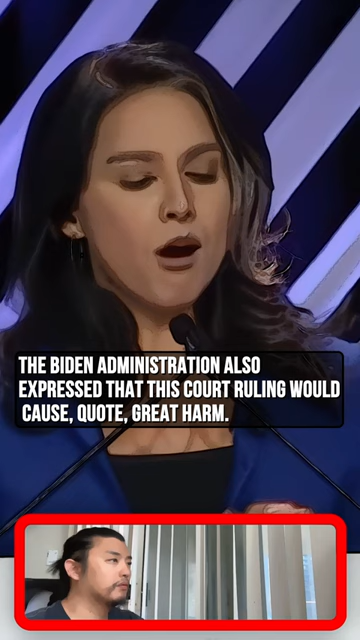 THE BIDEN ADMINISTRATION ALSO
EXPRESSED THAT THIS COURT RULING WOULD
CAUSE, QUOTE, GREAT HARM.